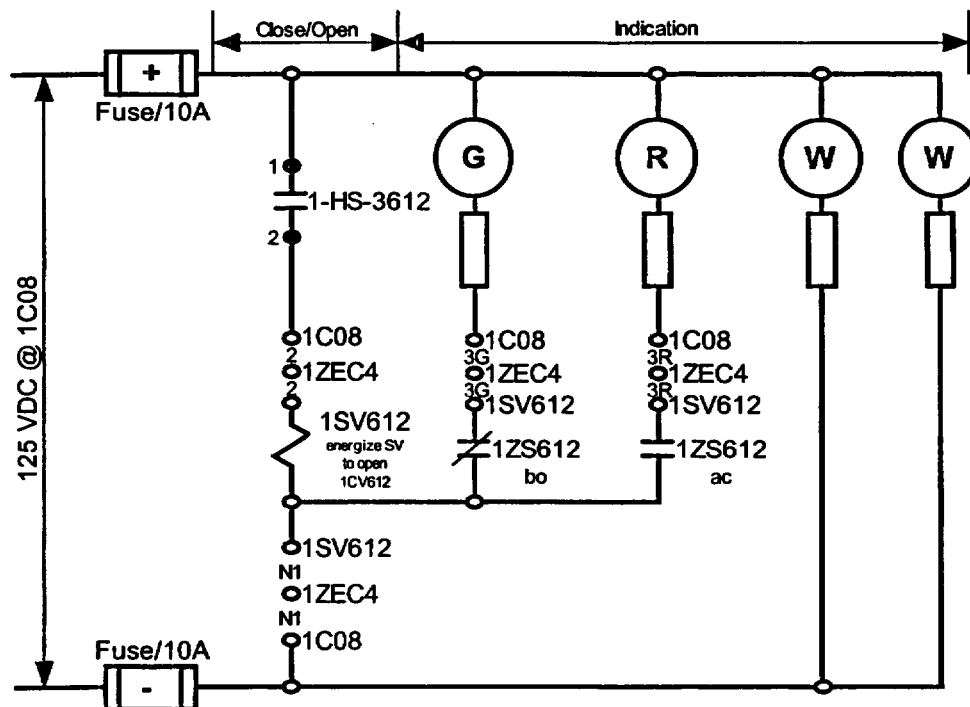 Close/Open
Indication
+
Fuse/10A
G
R
W
W
1
1-HS-3612
2
125 VDC @ 1C08
1C08
1C08
1C08
2
3G
3R
1ZEC4
1ZEC4
1ZEC4
2
3G
3R
1SV612
1SV612
1SV612
energize SV
to open
1CV612
1ZS612
bo
1ZS612
ac
1SV612
N1
1ZEC4
N1
1C08
Fuse/10A
-